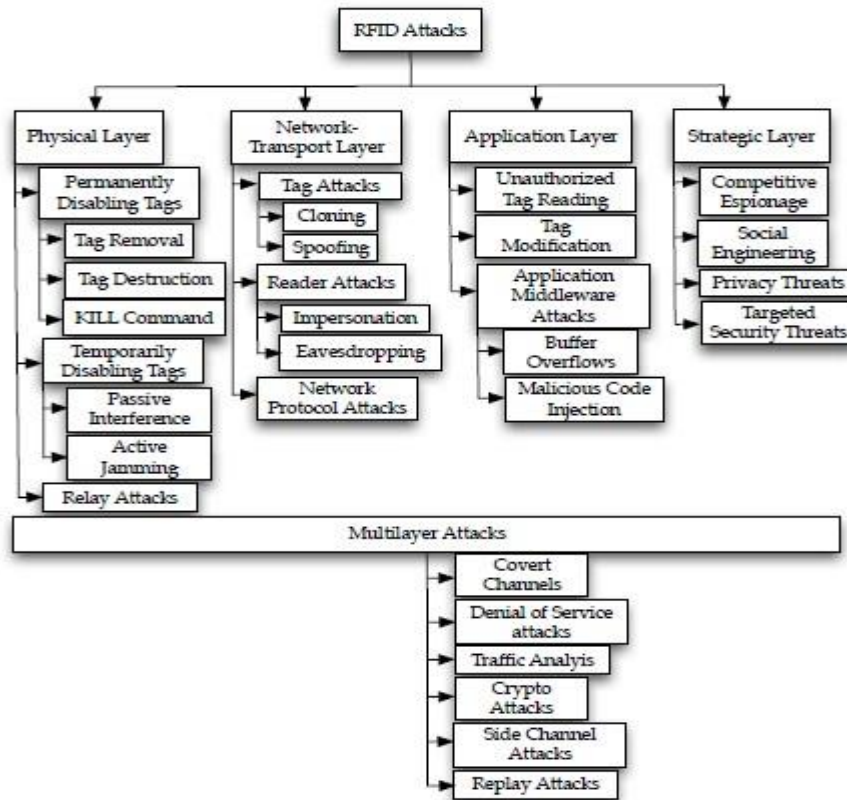 RFID Attacks
Physical Layer
Permanently
Disabling Tags
Tag Removal
Tag Destruction
KILL Command
Temporarily
Disabling Tags
Passive
Interference
Active
Jamming
Relay Attacks
Network-
Transport Layer
Tag Attacks
Cloning
Spoofing
Reader Attacks
Impersonation
Eavesdropping
Network
Protocol Attacks
Application Layer
Unauthorized
Tag Reading
Tag
Modification
Application
Middleware
Attacks
Buffer
Overflows
Malicious Code
Injection
Strategic Layer
Competitive
Espionage
Social
Engineering
Privacy Threats
Targeted
Security Threats
Multilayer Attacks
Covert
Channels
Denial of Service
attacks
Traffic Analyis
Crypto
Attacks
Side Channel
Attacks
Replay Attacks